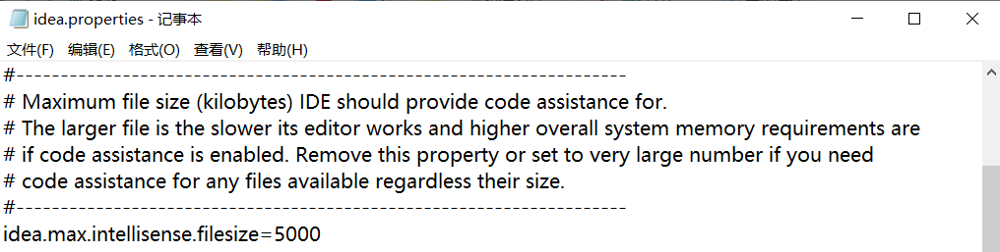 idea.properties - 记事本
文件(F) 编辑(E) 格式(O) 查看(V) 帮助(H)
#---------------------------------------------------------------------
# Maximum file size (kilobytes) IDE should provide code assistance for.
# The larger file is the slower its editor works and higher overall system memory requirements are
# if code assistance is enabled. Remove this property or set to very large number if you need
# code assistance for any files available regardless their size.
#---------------------------------------------------------------------
idea.max.intellisense.filesize=5000